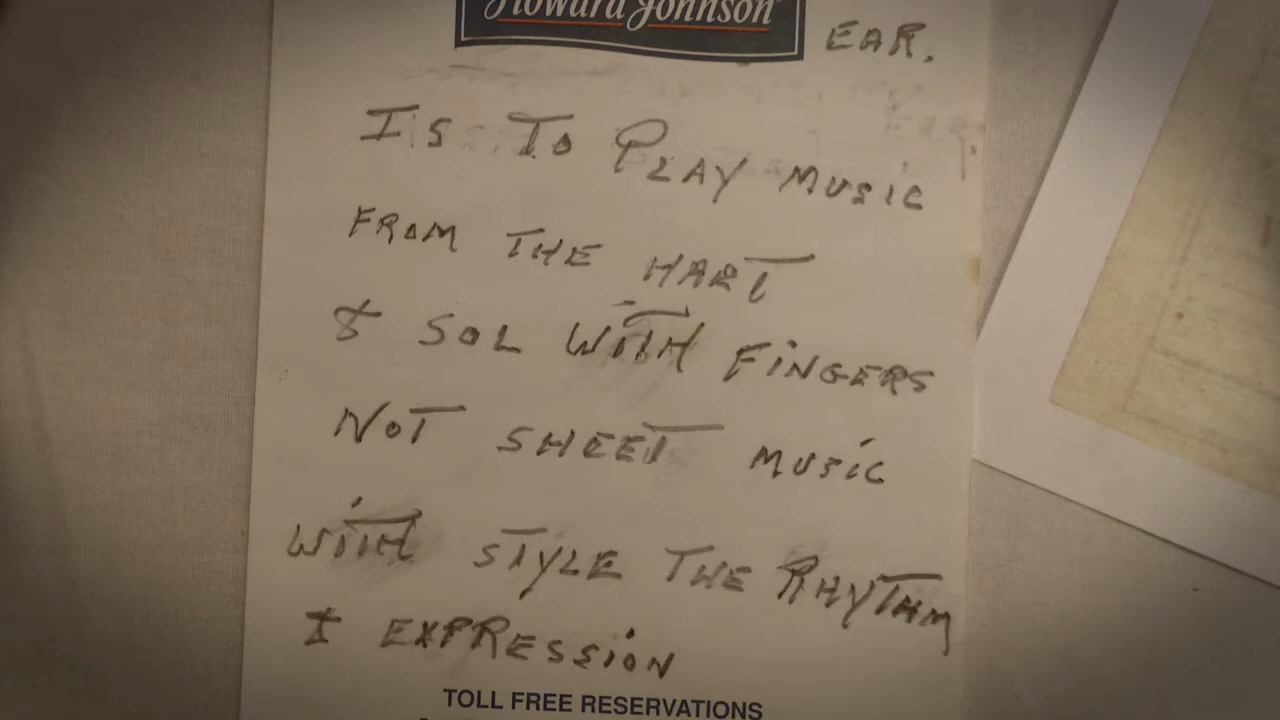 Howard Johnson
EAR.
IS TO PLAY MUSIC
FROM THE HART
& SOL WITH FINGERS
NOT SHEET MUSIC
WITH STYLE THE RHYTHM
& EXPRESSION
TOLL FREE RESERVATIONS